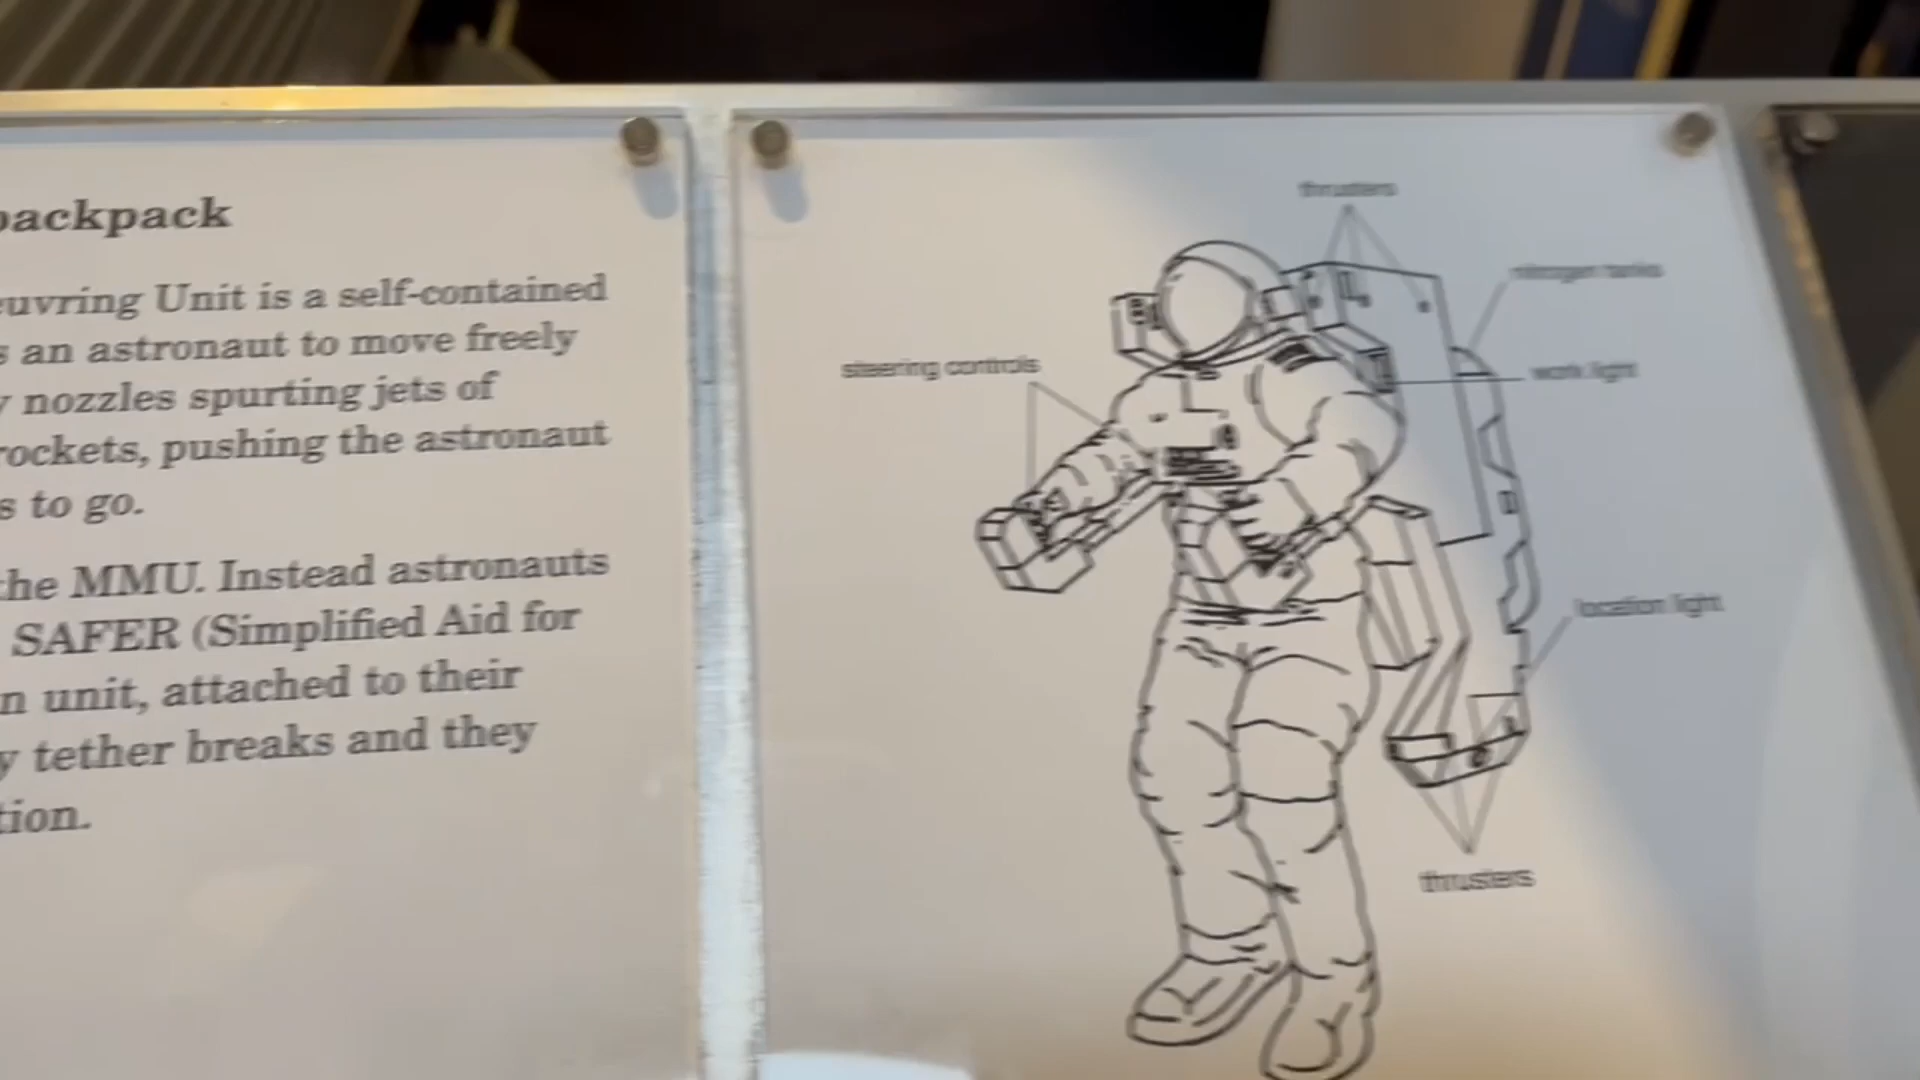 backpack
euvring Unit is a self-contained
s an astronaut to move freely
y nozzles spurting jets of
rockets, pushing the astronaut
s to go.
the MMU. Instead astronauts
SAFER (Simplified Aid for
n unit, attached to their
y tether breaks and they
tion.
thrusters
nitrogen tanks
steering controls
work light
location light
thrusters